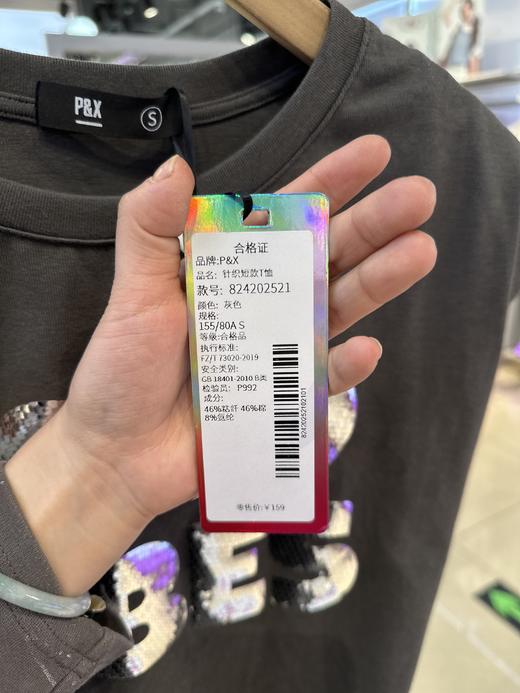 P&X
S
合格证
品牌:P&X
品名：针织短款T恤
款号：824202521
颜色：灰色
规格:
155/80A S
等级:合格品
执行标准:
FZ/T 73020-2019
安全类别:
GB 18401-2010 B类
检验员： P992
成分:
46%粘纤 46%棉
8%氨纶
82420252102101
零售价:￥159
BES